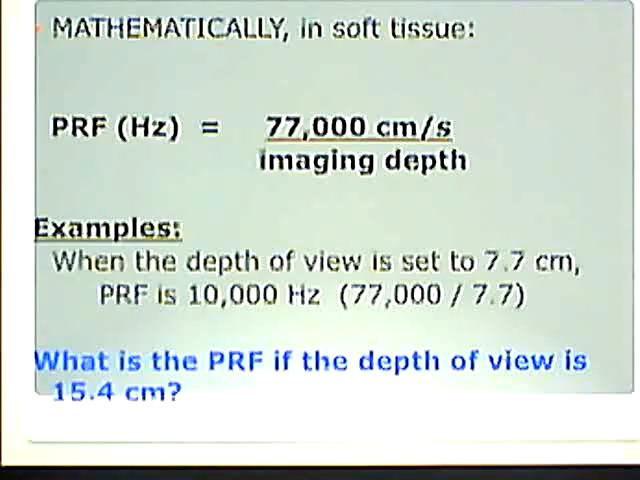 MATHEMATICALLY, in soft tissue:
PRF (Hz) = 77,000 cm/s
imaging depth
Examples:
When the depth of view is set to 7.7 cm,
PRF is 10,000 Hz (77,000 / 7.7)
What is the PRF if the depth of view is
15.4 cm?